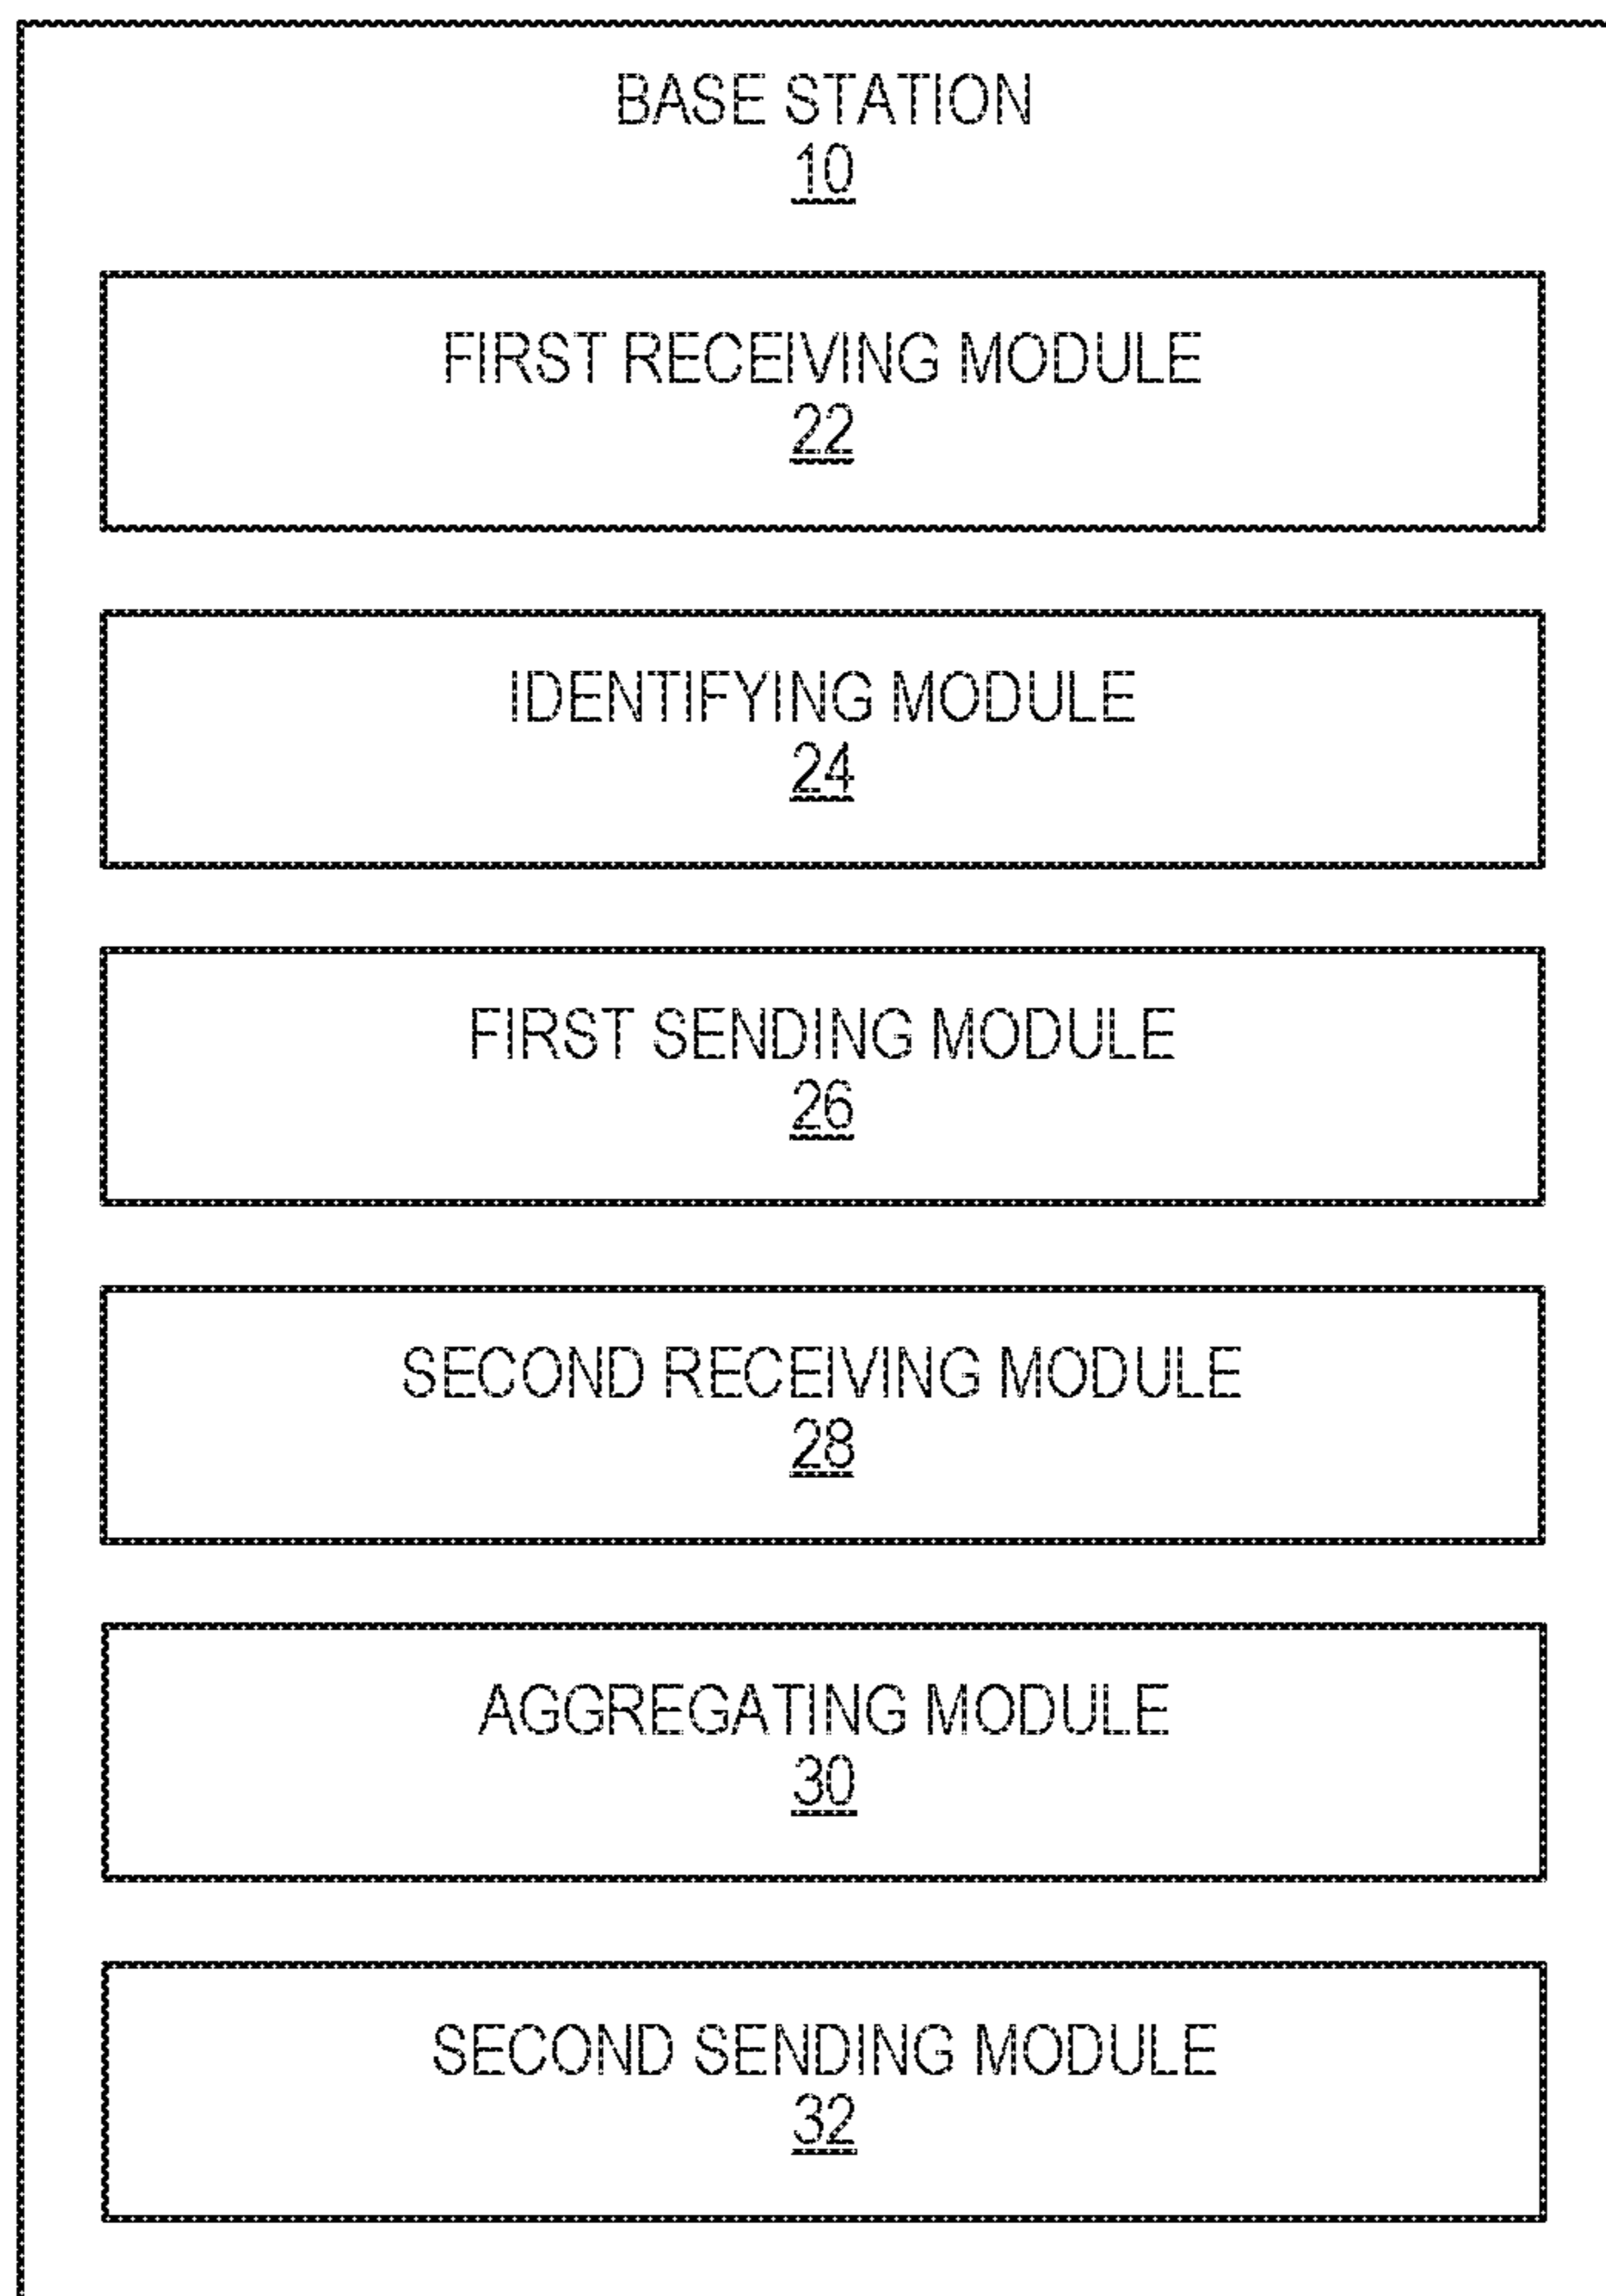 BASE STATION
10
FIRST RECEIVING MODULE
22
IDENTIFYING MODULE
24
FIRST SENDING MODULE
26
SECOND RECEIVING MODULE
28
AGGREGATING MODULE
30
SECOND SENDING MODULE
32